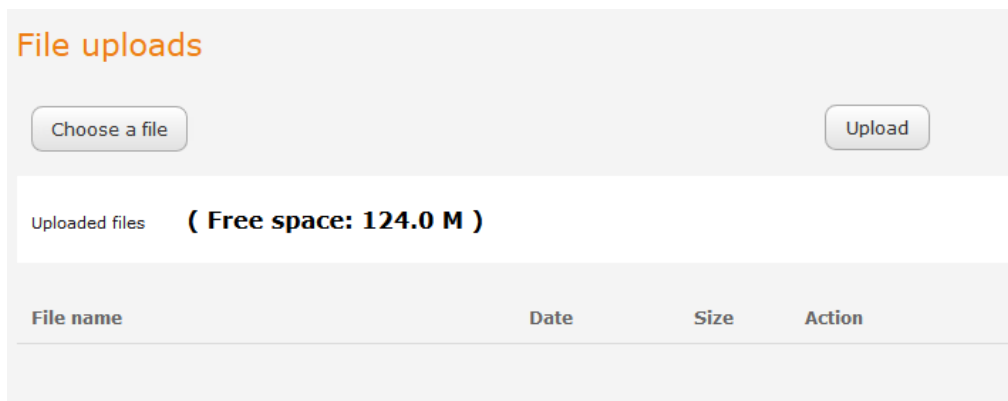 File uploads
Choose a file Upload
Uploaded files ( Free space: 124.0 M )
File name Date Size Action